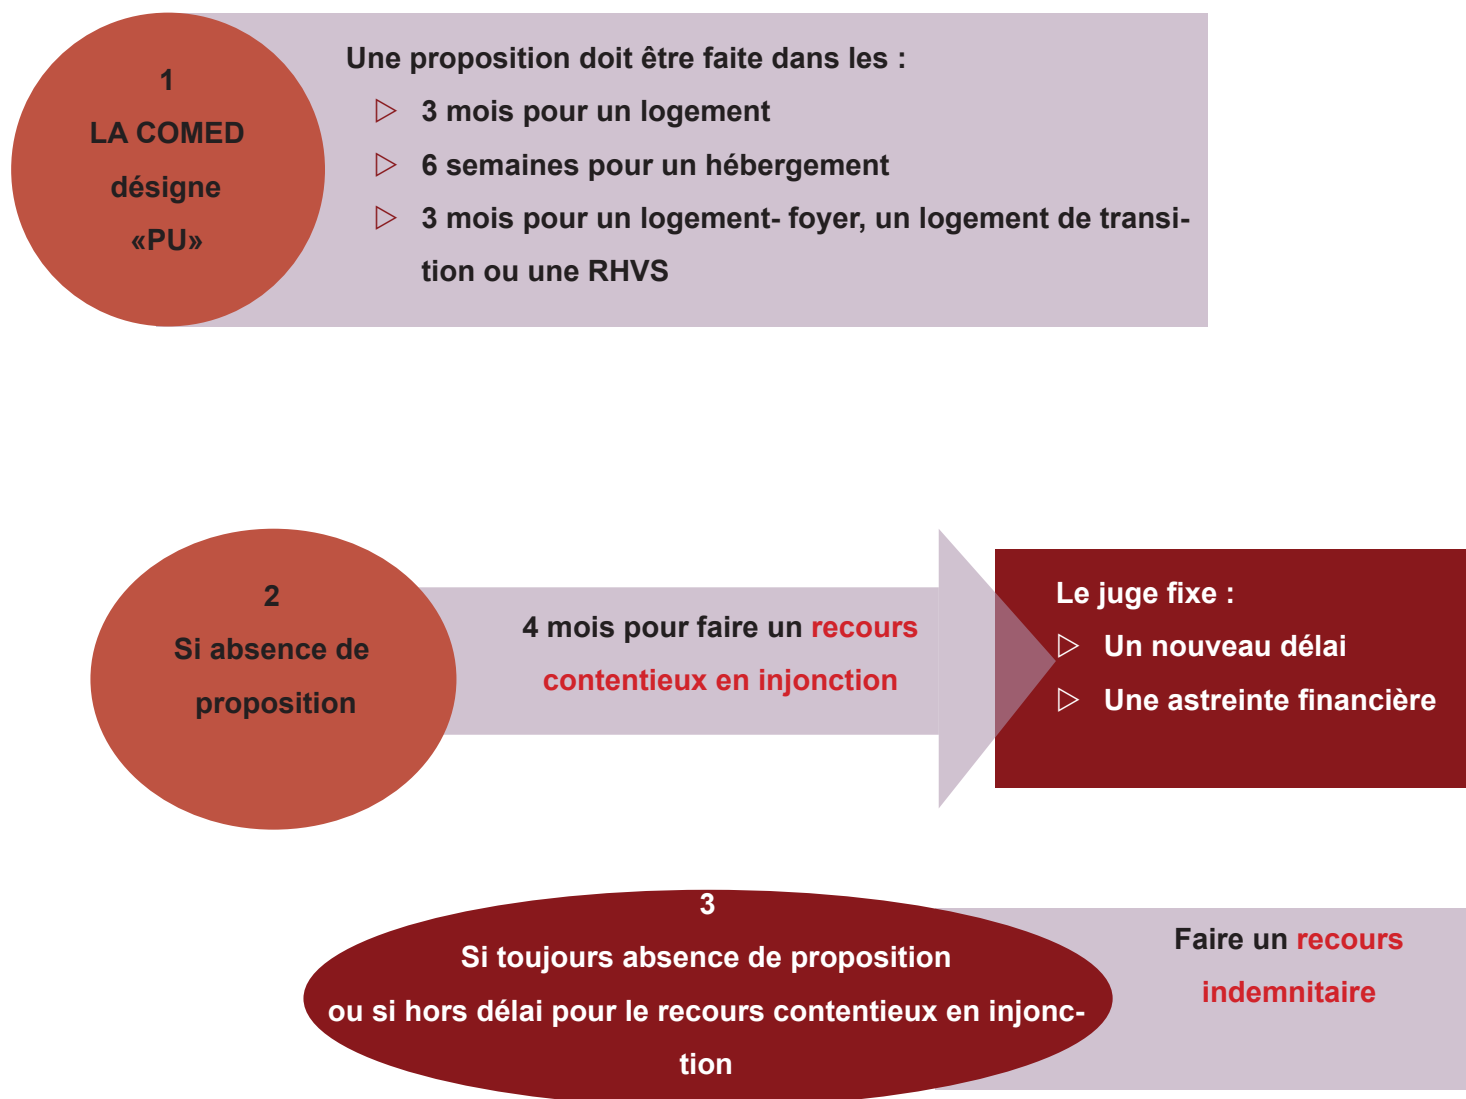 1
LA COMED
désigne
«PU»
Une proposition doit être faite dans les :
3 mois pour un logement
6 semaines pour un hébergement
3 mois pour un logement- foyer, un logement de transi-
tion ou une RHVS
2
Si absence de
proposition
4 mois pour faire un recours
contentieux en injonction
Le juge fixe :
Un nouveau délai
Une astreinte financière
3
Si toujours absence de proposition
ou si hors délai pour le recours contentieux en injonc-
tion
Faire un recours
indemnitaire